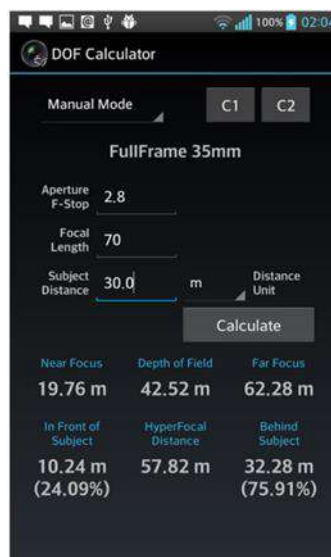 100% 02:04
DOF Calculator
Manual Mode C1 C2
FullFrame 35mm
Aperture
F-Stop 2.8
Focal
Length 70
Subject
Distance 30.0 m Distance
Unit
Calculate
Near Focus Depth of Field Far Focus
19.76 m 42.52 m 62.28 m
In Front of
Subject HyperFocal
Distance Behind
Subject
10.24 m 57.82 m 32.28 m
(24.09%) (75.91%)